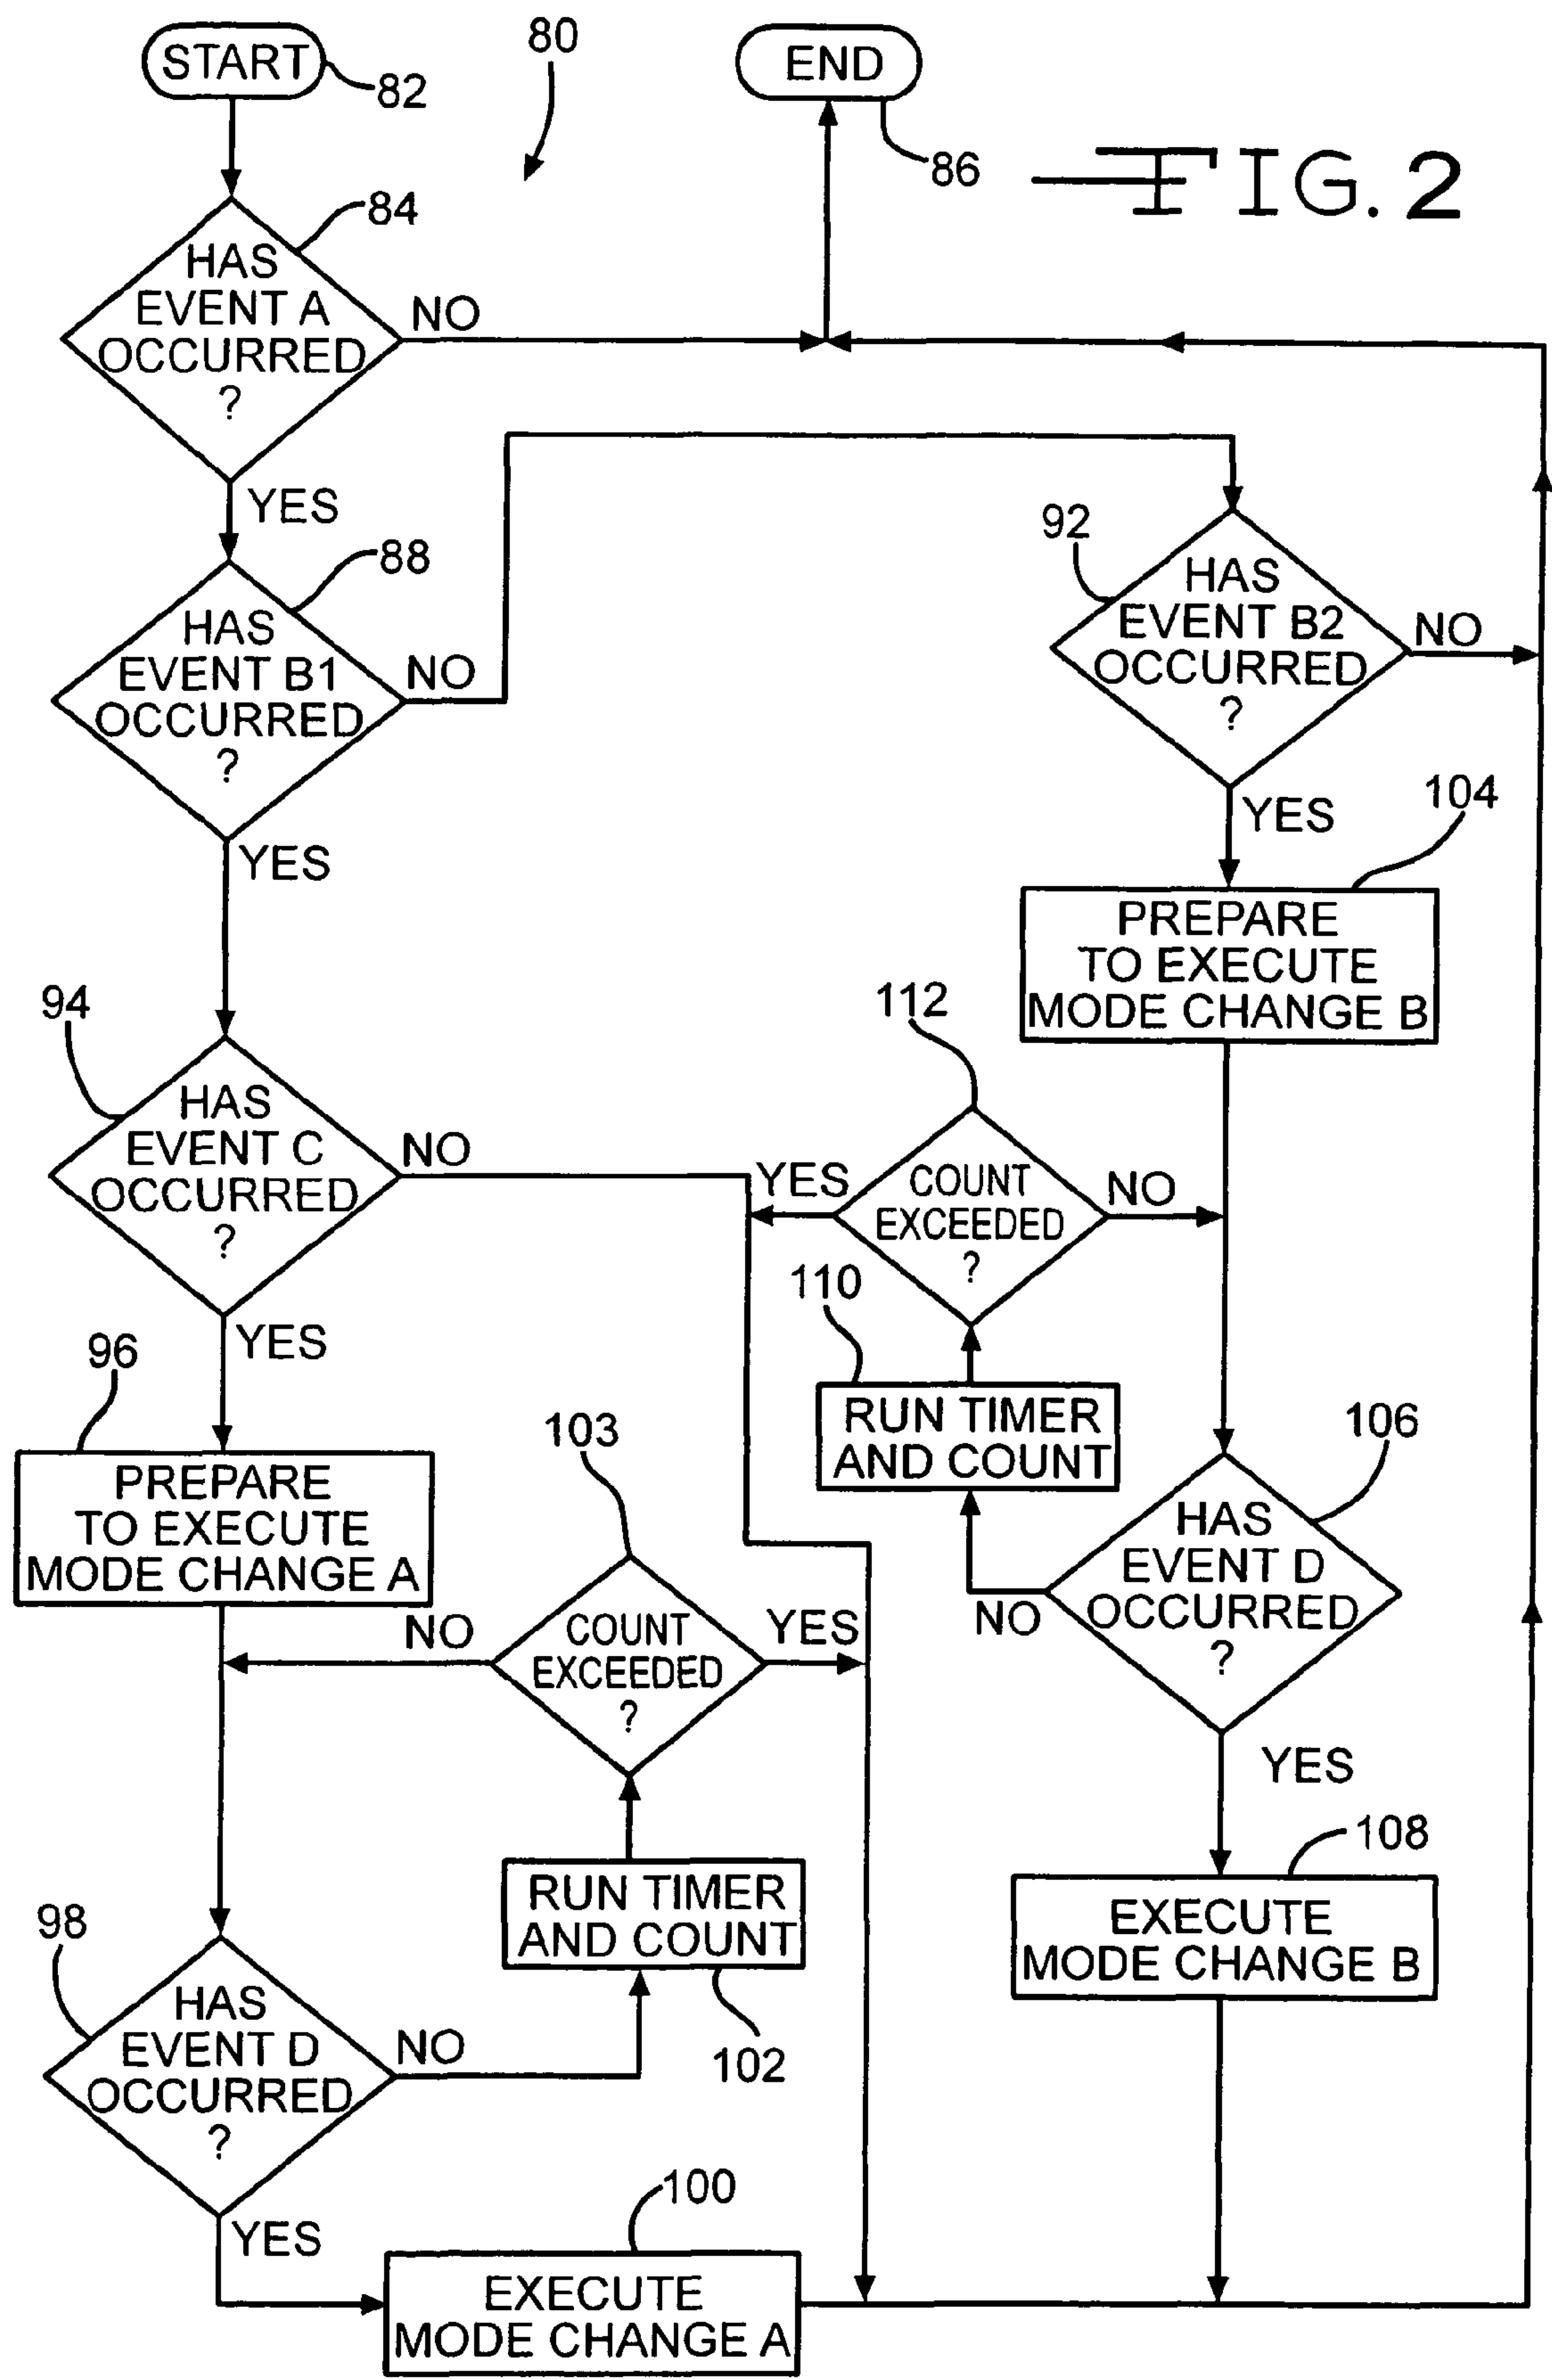 START
82
80
END
86
FIG. 2
84
HAS
EVENT A
OCCURRED
?
NO
YES
88
HAS
EVENT B1
OCCURRED
?
NO
YES
92
HAS
EVENT B2
OCCURRED
?
NO
YES
104
PREPARE
TO EXECUTE
MODE CHANGE B
94
HAS
EVENT C
OCCURRED
?
NO
YES
112
COUNT
EXCEEDED
?
YES
NO
110
RUN TIMER
AND COUNT
106
HAS
EVENT D
OCCURRED
?
NO
YES
96
PREPARE
TO EXECUTE
MODE CHANGE A
103
COUNT
EXCEEDED
?
NO
YES
RUN TIMER
AND COUNT
102
108
EXECUTE
MODE CHANGE B
98
HAS
EVENT D
OCCURRED
?
NO
YES
100
EXECUTE
MODE CHANGE A